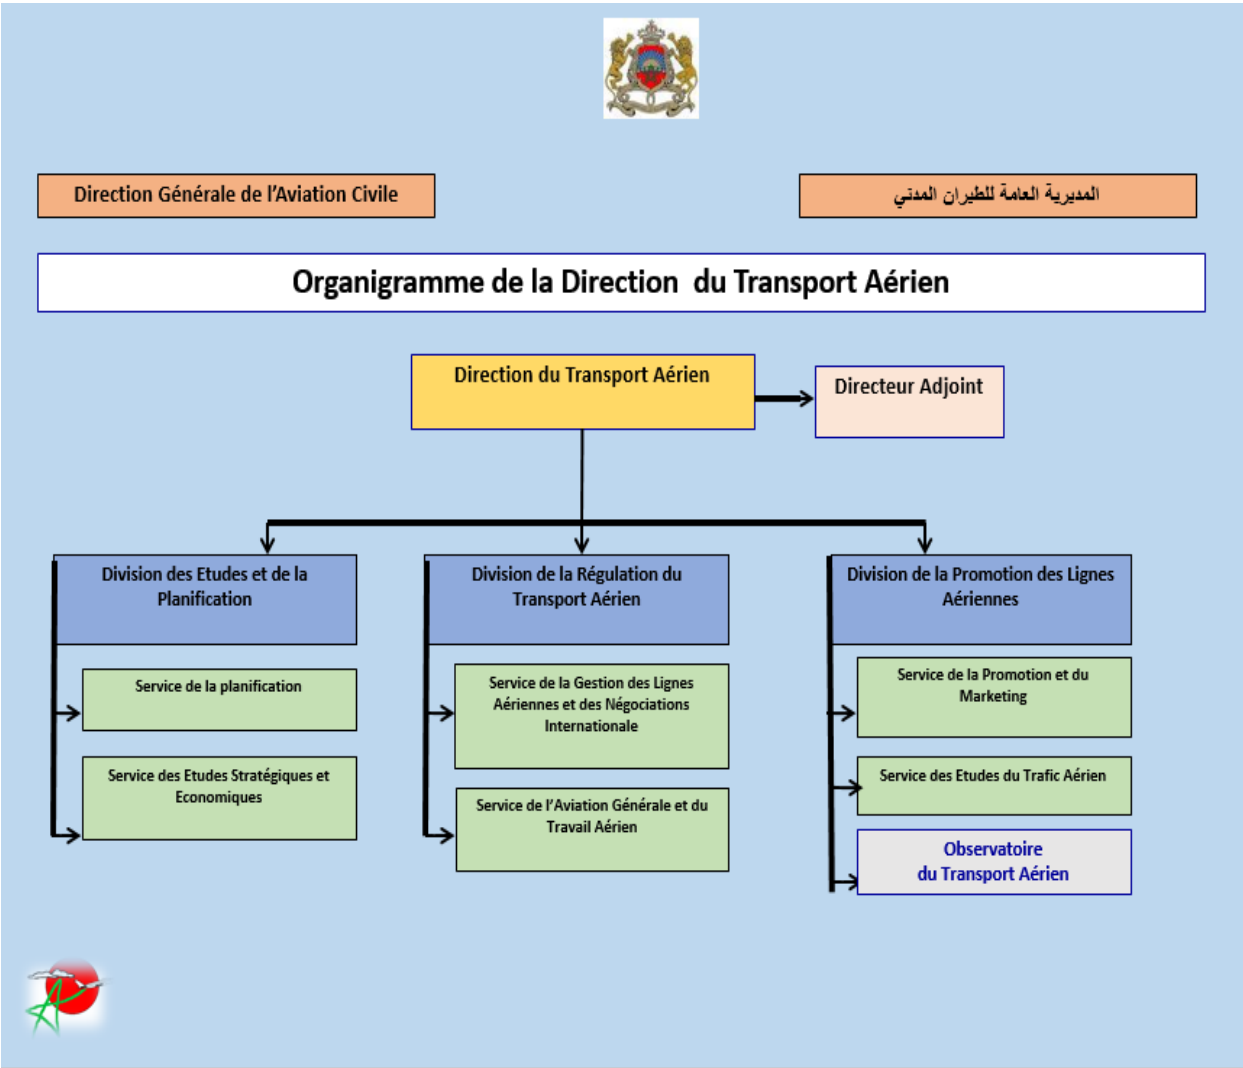 Direction Générale de l'Aviation Civile
المديرية العامة للطيران المدني
Organigramme de la Direction du Transport Aérien
Direction du Transport Aérien
Directeur Adjoint
Division des Etudes et de la
Planification
Service de la planification
Service des Etudes Stratégiques et
Economiques
Division de la Régulation du
Transport Aérien
Service de la Gestion des Lignes
Aériennes et des Négociations
Internationale
Service de l'Aviation Générale et du
Travail Aérien
Division de la Promotion des Lignes
Aériennes
Service de la Promotion et du
Marketing
Service des Etudes du Trafic Aérien
Observatoire
du Transport Aérien